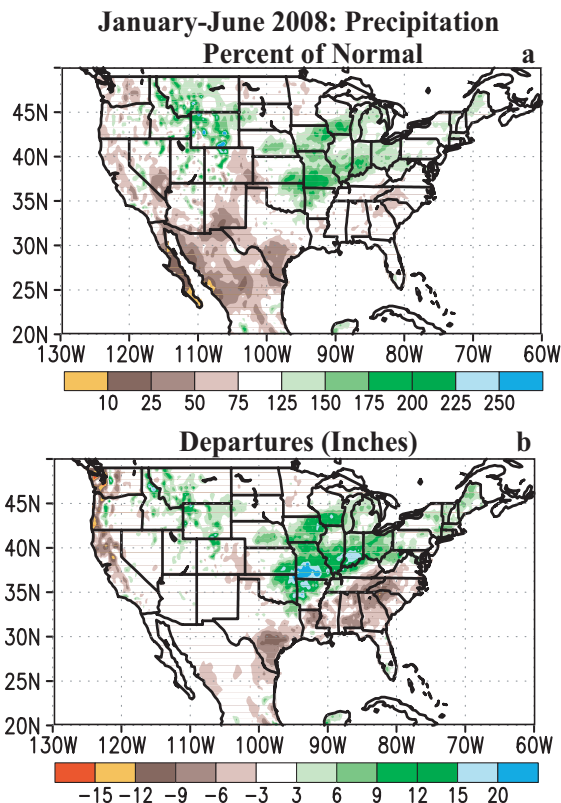 January-June 2008: Precipitation
Percent of Normal a
45N
40N
35N
30N
25N
20N
130W 120W 110W 100W 90W 80W 70W 60W
10 25 50 75 125 150 175 200 225 250
Departures (Inches) b
45N
40N
35N
30N
25N
20N
130W 120W 110W 100W 90W 80W 70W 60W
−15 −12 −9 −6 −3 3 6 9 12 15 20